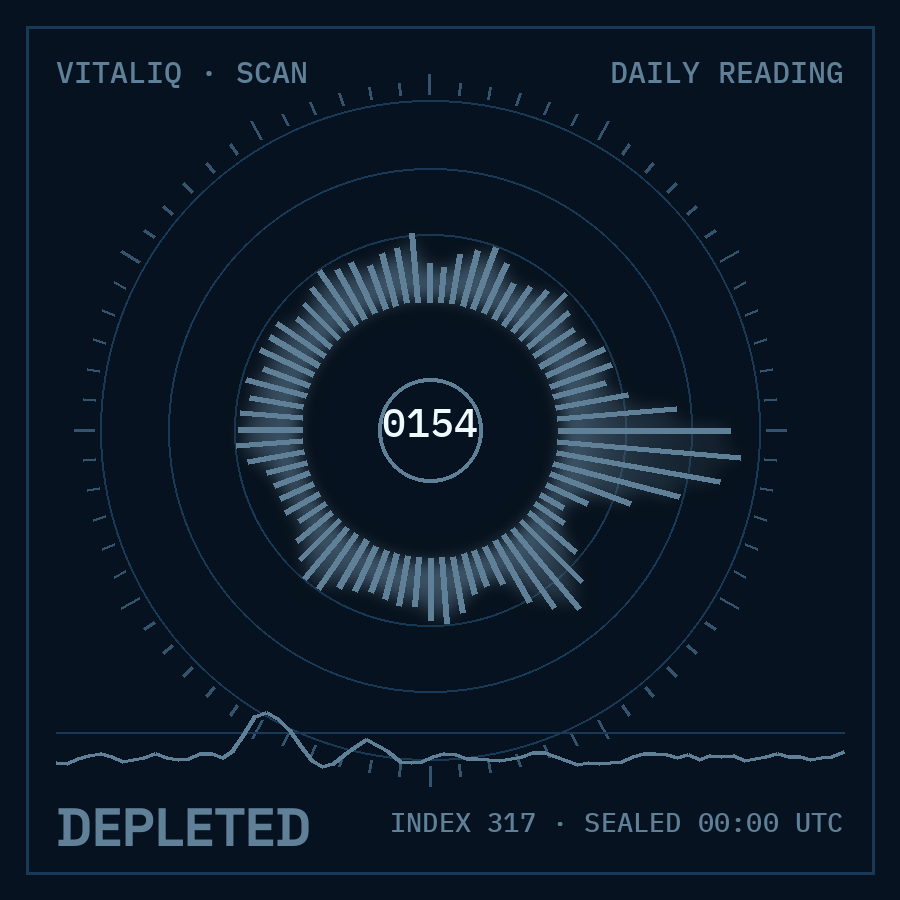 VITALIQ · SCAN
DAILY READING
0154
DEPLETED
INDEX 317 · SEALED 00:00 UTC